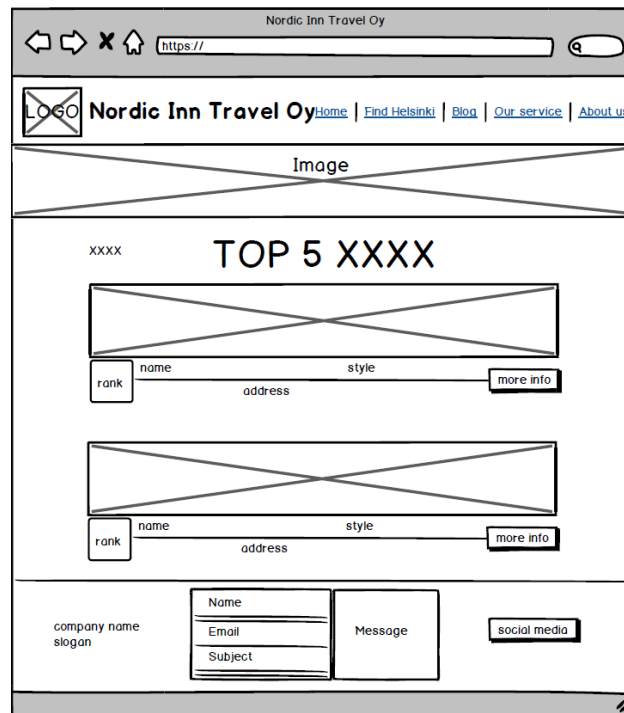 Nordic Inn Travel Oy
https://
LOGO Nordic Inn Travel Oy Home | Find Helsinki | Blog | Our service | About us
Image
xxxx TOP 5 XXXX
name style
rank more info
address
name style
rank more info
address
Name
company name Email Message social media
slogan
Subject